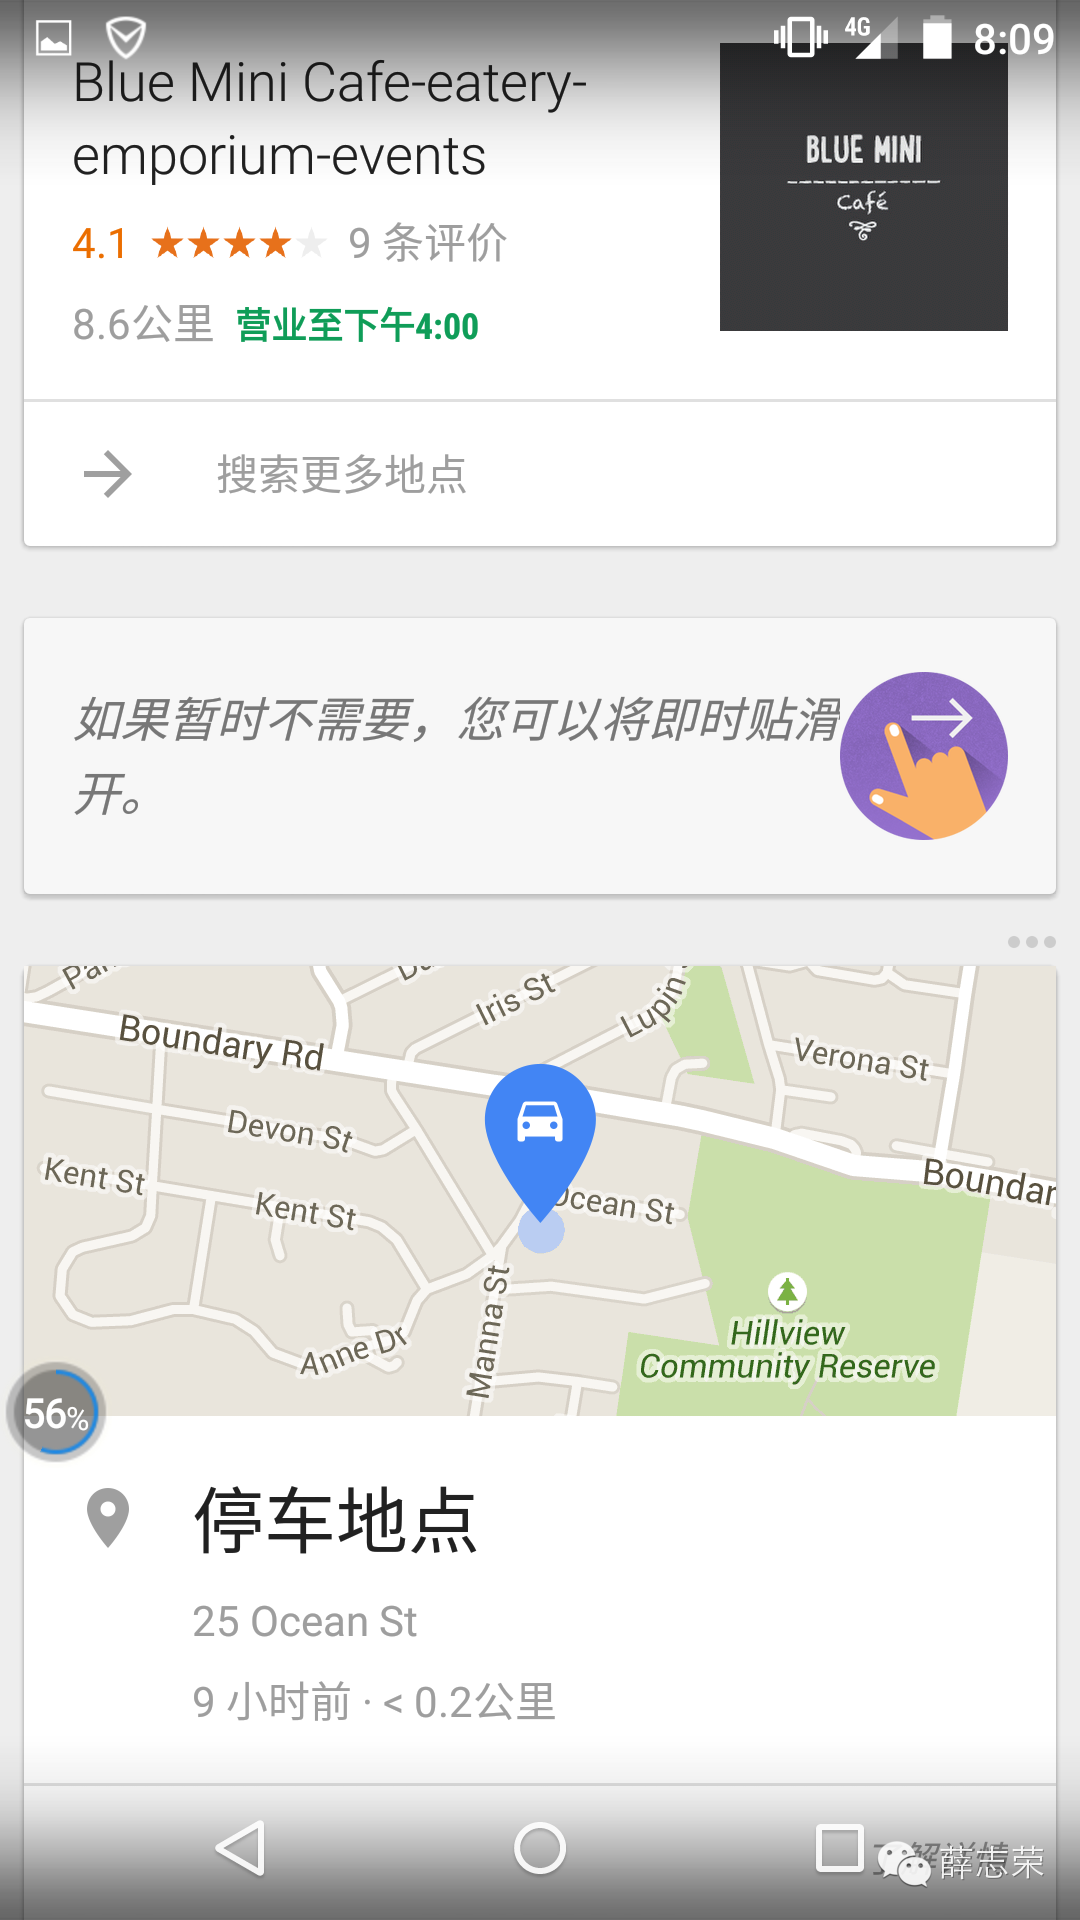 4G 8:09
Blue Mini Cafe-eatery-
emporium-events
BLUE MINI
Café
4.1 ★★★★★ 9 条评价
8.6公里 营业至下午4:00
搜索更多地点
如果暂时不需要，您可以将即时贴滑
开。
Iris St
Lupin
Boundary Rd
Verona St
Devon St
Kent St
Boundar
Kent St
Ocean St
Manna St
Hillview
Community Reserve
Anne Dr
56%
停车地点
25 Ocean St
9 小时前 · < 0.2公里
了解详情
薛志荣